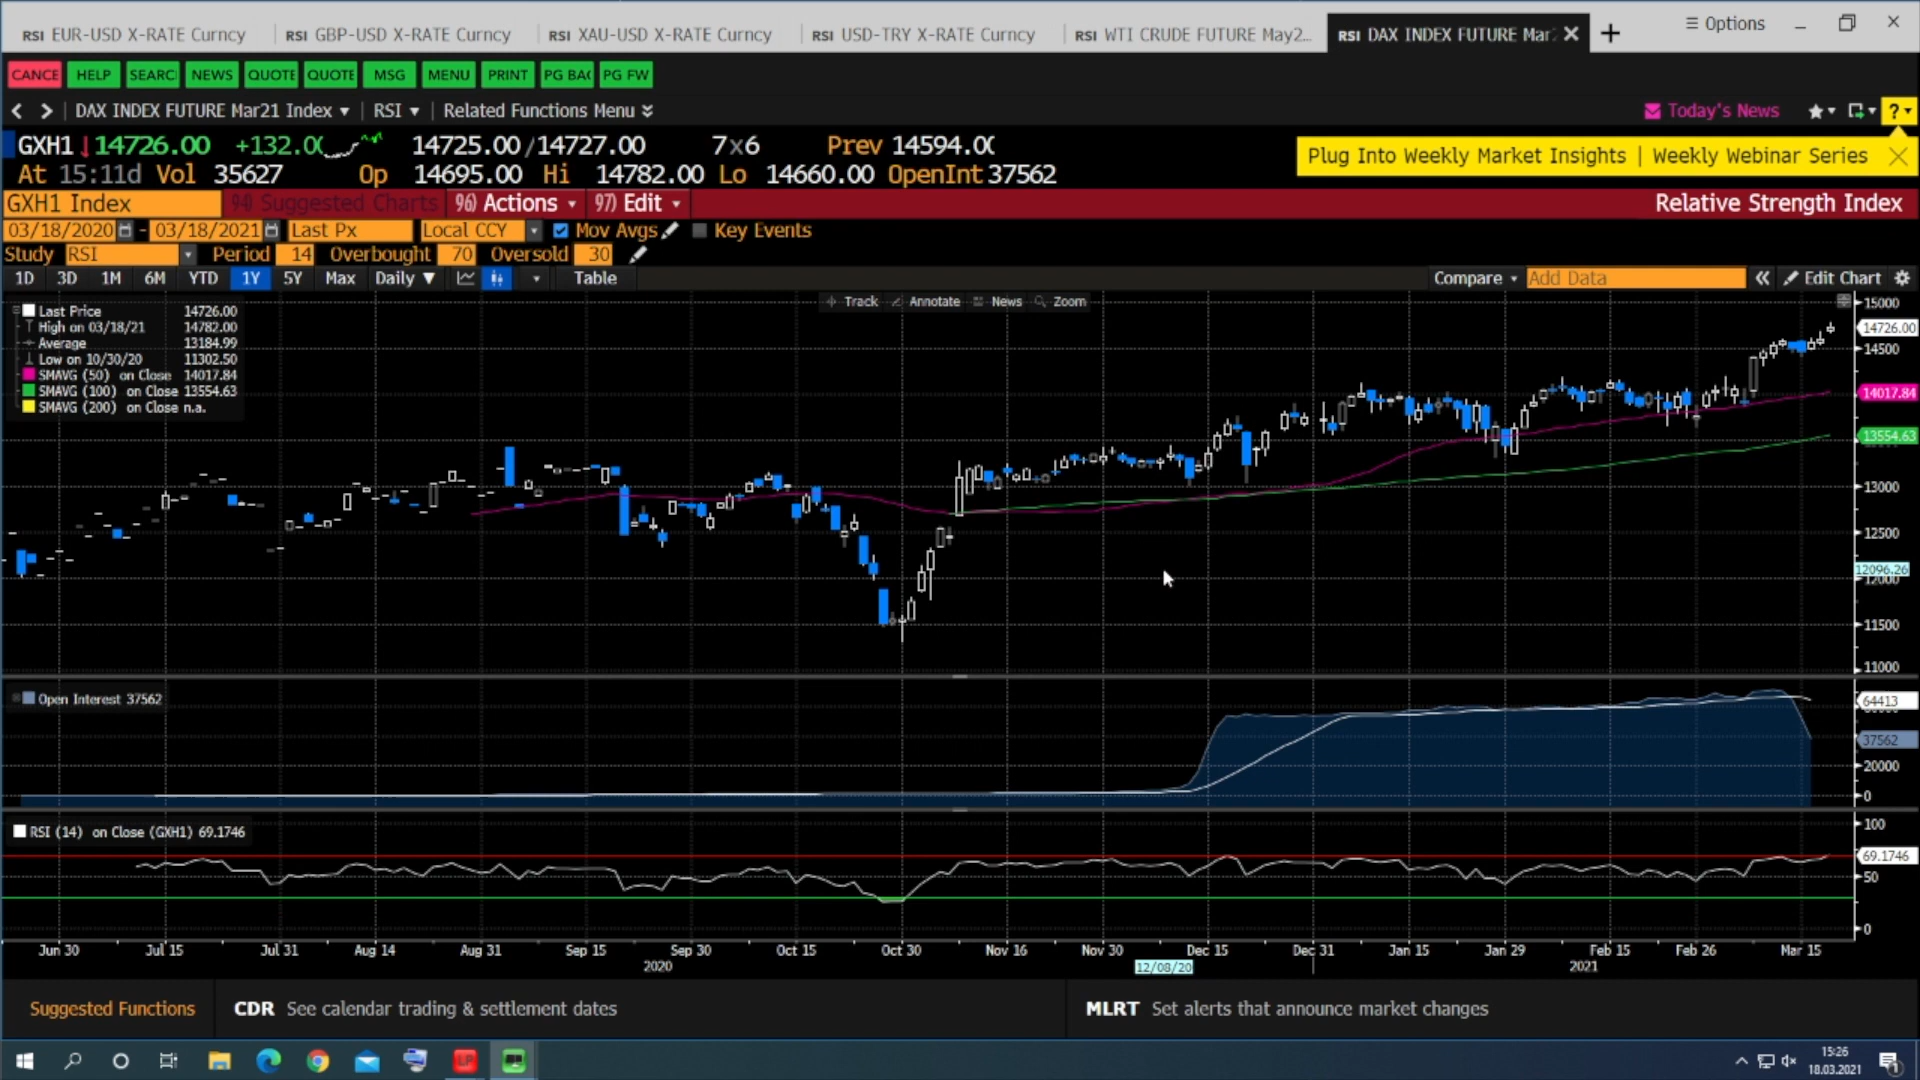 RSI EUR-USD X-RATE Curncy RSI GBP-USD X-RATE Curncy RSI XAU-USD X-RATE Curncy RSI USD-TRY X-RATE Curncy RSI WTI CRUDE FUTURE May2... RSI DAX INDEX FUTURE Mar Options
CANCE HELP SEARC NEWS QUOTE QUOTE MSG MENU PRINT PG BA PG FW
DAX INDEX FUTURE Mar21 Index RSI Related Functions Menu Today's News ?
GXH1 14726.00 +132.0 14725.00/14727.00 7x6 Prev 14594.0
Plug Into Weekly Market Insights | Weekly Webinar Series
At 15:11d Vol 35627 Op 14695.00 Hi 14782.00 Lo 14660.00 OpenInt 37562
GXH1 Index 94) Suggested Charts 96) Actions 97) Edit Relative Strength Index
03/18/2020 - 03/18/2021 Last Px Local CCY Mov Avgs Key Events
Study RSI Period 14 Overbought 70 Oversold 30
1D 3D 1M 6M YTD 1Y 5Y Max Daily Table Compare Add Data Edit Chart
Track Annotate News Zoom
Last Price 14726.00
High on 03/18/21 14782.00
Average 13184.99
Low on 10/30/20 11302.50
SMAVG (50) on Close 14017.84
SMAVG (100) on Close 13554.63
SMAVG (200) on Close n.a.
15000
14726.00
14500
14017.84
13554.63
13000
12500
12096.26
12000
11500
11000
Open Interest 37562
64413
37562
20000
0
RSI (14) on Close (GXH1) 69.1746
100
69.1746
50
0
Jun 30 Jul 15 Jul 31 Aug 14 Aug 31 Sep 15 Sep 30 Oct 15 Oct 30 Nov 16 Nov 30 Dec 15 Dec 31 Jan 15 Jan 29 Feb 15 Feb 26 Mar 15
2020 12/08/20 2021
Suggested Functions CDR See calendar trading & settlement dates MLRT Set alerts that announce market changes
15:26
18.03.2021
1